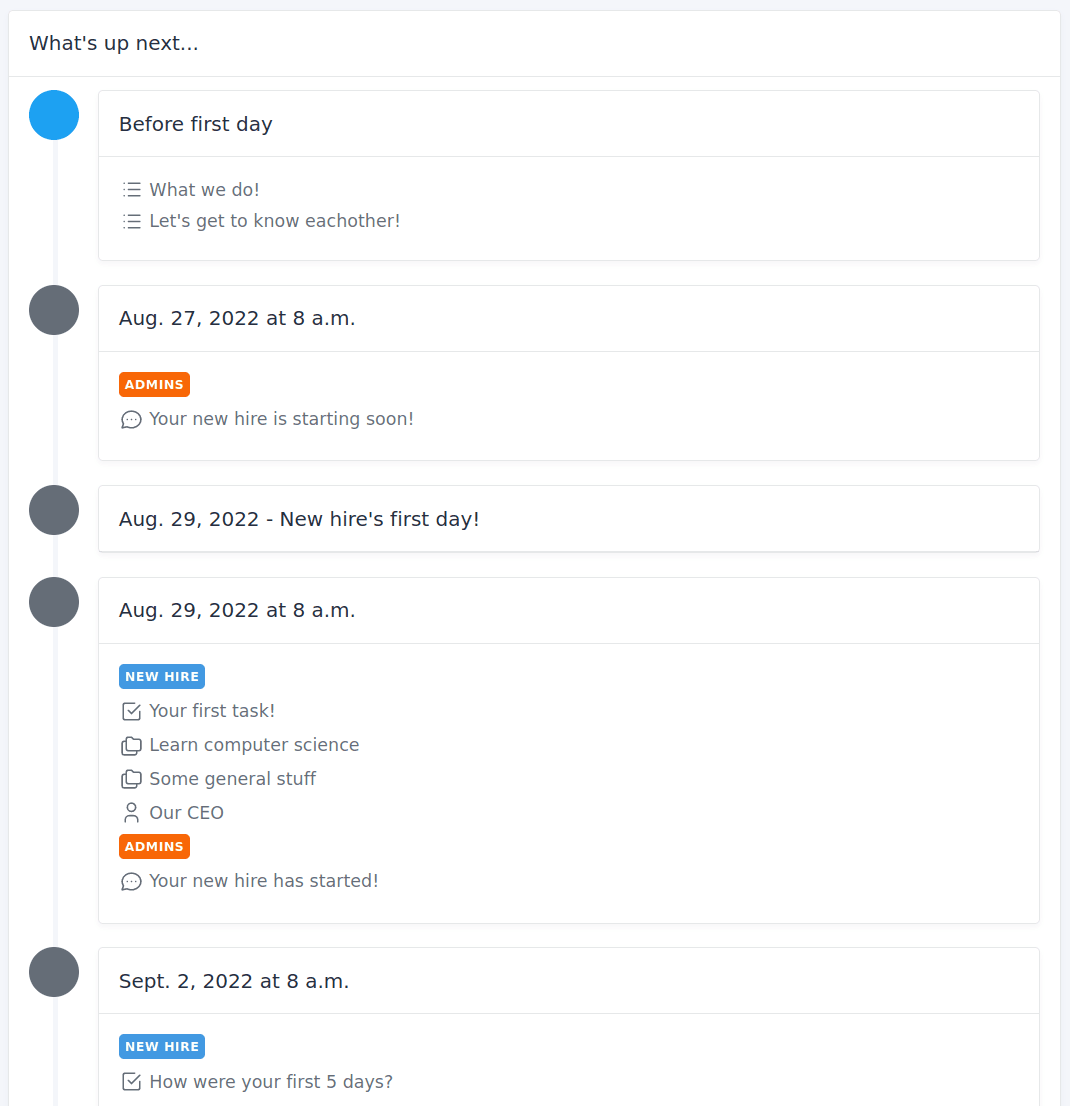 What's up next...
Before first day
What we do!
Let's get to know eachother!
Aug. 27, 2022 at 8 a.m.
ADMINS
Your new hire is starting soon!
Aug. 29, 2022 - New hire's first day!
Aug. 29, 2022 at 8 a.m.
NEW HIRE
Your first task!
Learn computer science
Some general stuff
Our CEO
ADMINS
Your new hire has started!
Sept. 2, 2022 at 8 a.m.
NEW HIRE
How were your first 5 days?